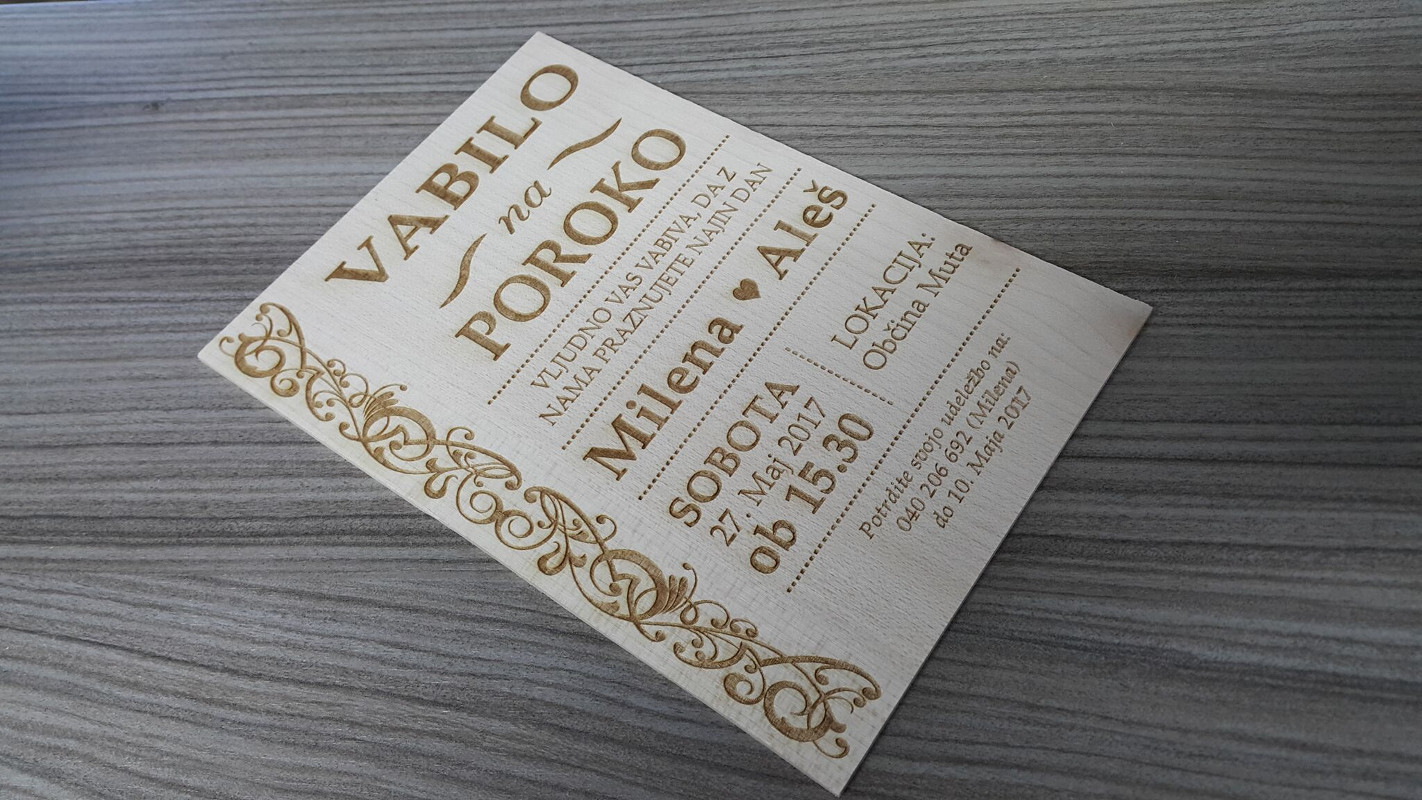 VABILO
na
POROKO
VLJUDNO VAS VABIVA, DA Z
NAMA PRAZNUJETE NAJIN DAN
Milena ♥ Aleš
SOBOTA
27. Maj 2017
ob 15.30
LOKACIJA:
Občina Muta
Potrdite svojo udeležbo na:
040 206 692 (Milena)
do 10. Maja 2017